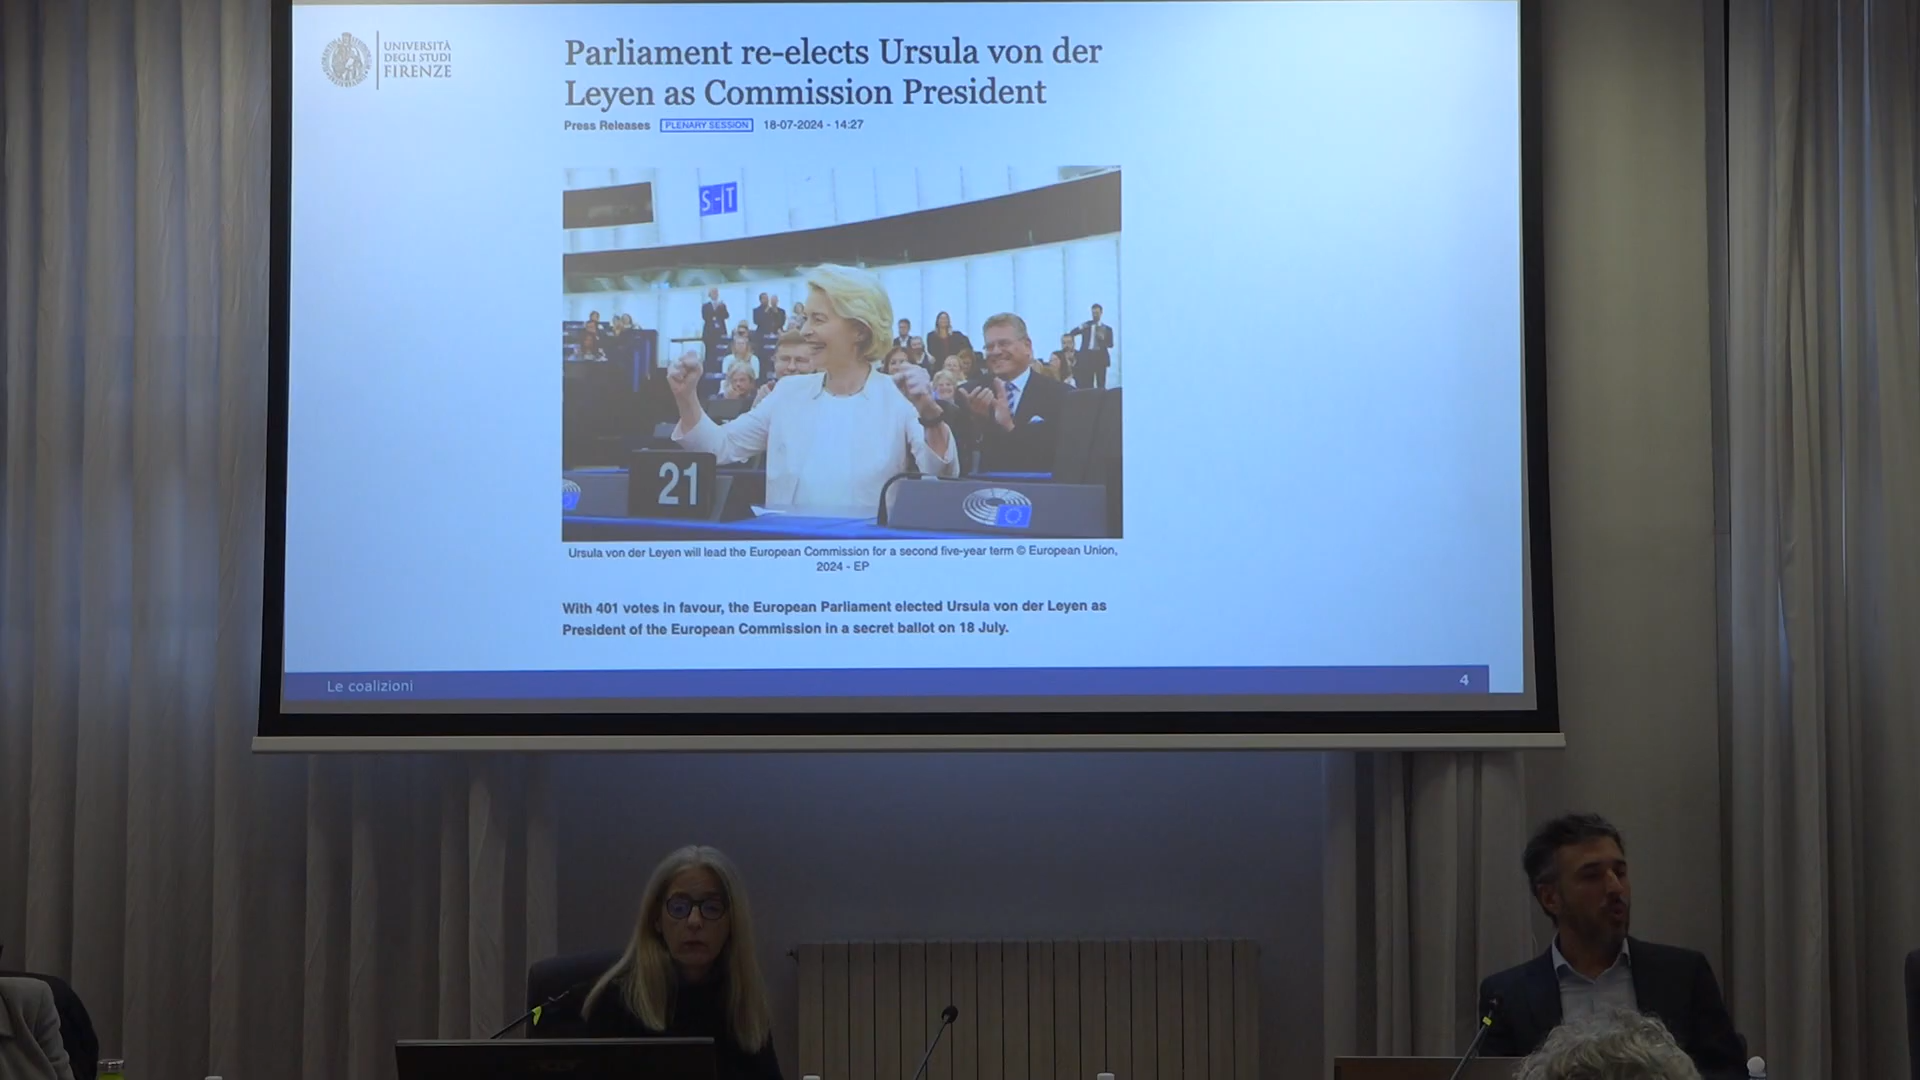 UNIVERSITÀ
DEGLI STUDI
FIRENZE
Parliament re-elects Ursula von der
Leyen as Commission President
Press Releases PLENARY SESSION 18-07-2024 - 14:27
S-T
21
Ursula von der Leyen will lead the European Commission for a second five-year term © European Union,
2024 - EP
With 401 votes in favour, the European Parliament elected Ursula von der Leyen as
President of the European Commission in a secret ballot on 18 July.
Le coalizioni
4
acer